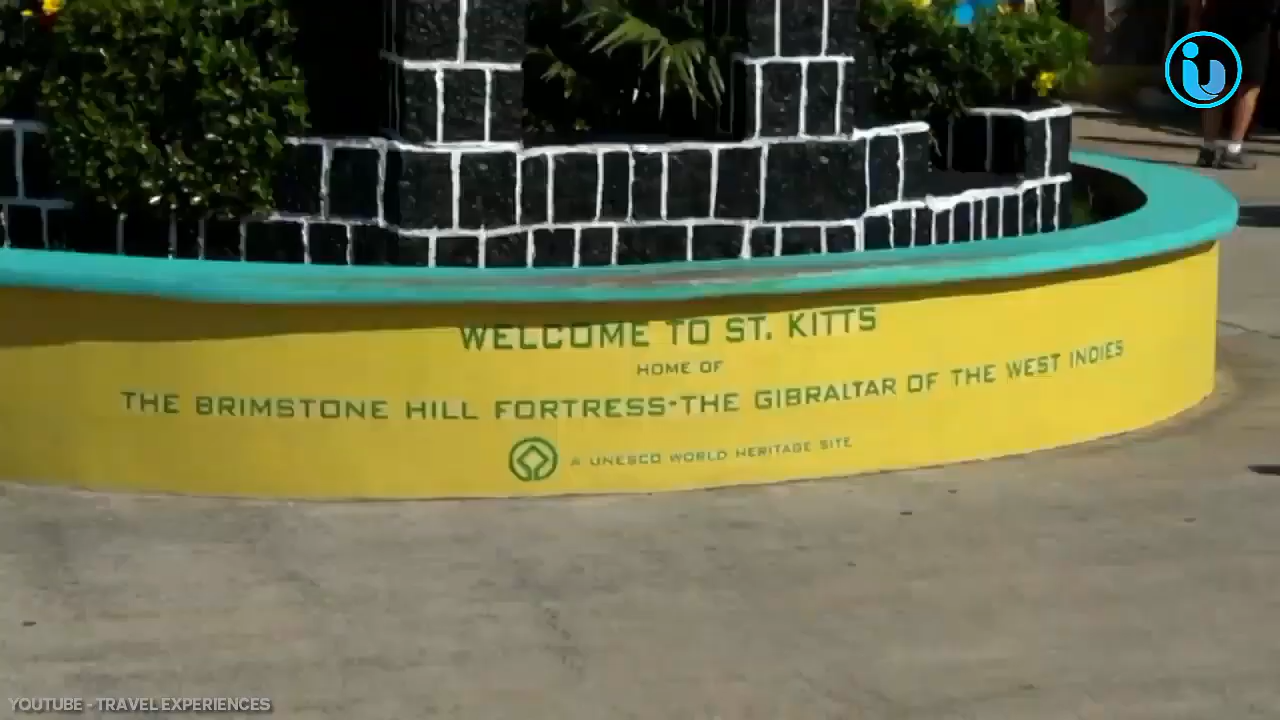 WELCOME TO ST. KITTS
HOME OF
THE BRIMSTONE HILL FORTRESS-THE GIBRALTAR OF THE WEST INDIES
A UNESCO WORLD HERITAGE SITE
iU
YOUTUBE - TRAVEL EXPERIENCES